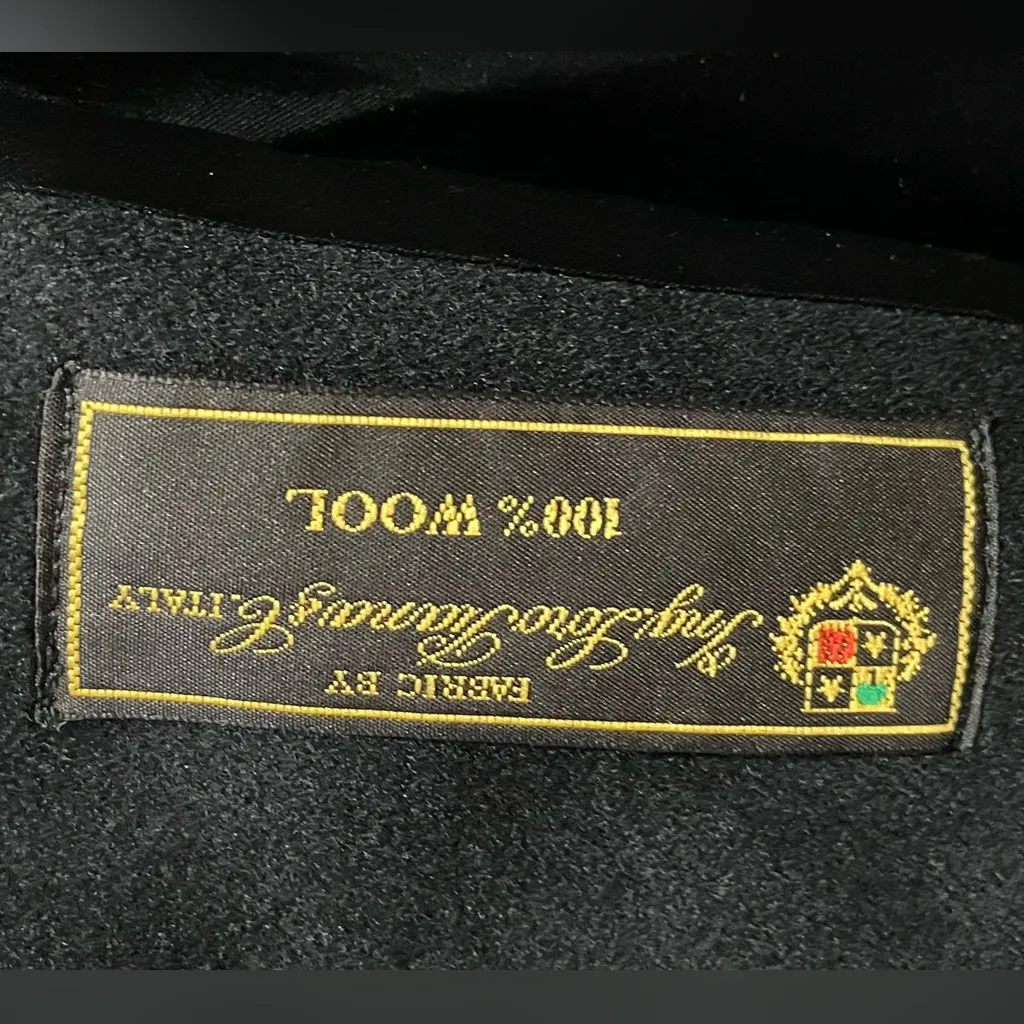 FABRIC BY
Ing. Loro Piana & C. ITALY
100% WOOL